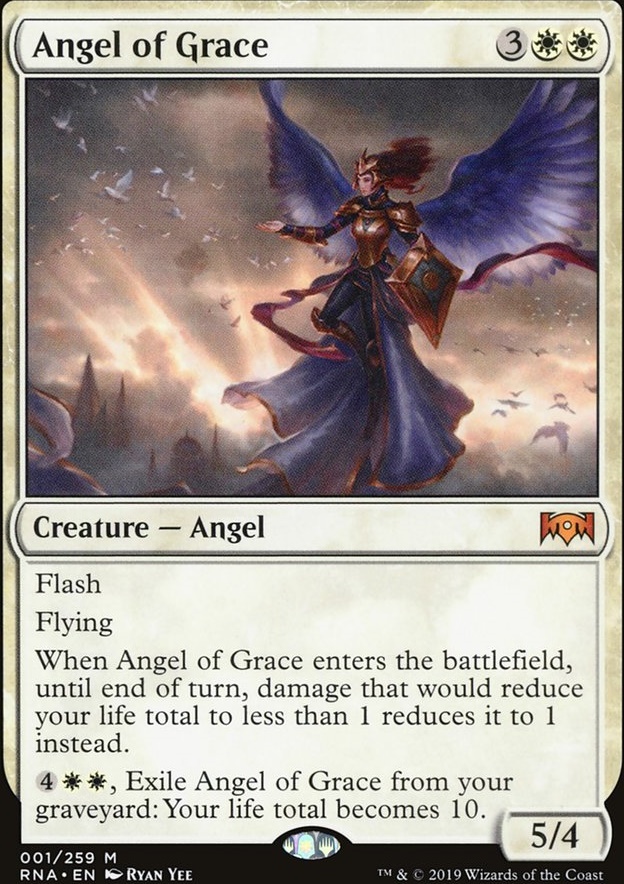 Angel of Grace 3
Creature — Angel
Flash
Flying
When Angel of Grace enters the battlefield,
until end of turn, damage that would reduce
your life total to less than 1 reduces it to 1
instead.
4, Exile Angel of Grace from your
graveyard: Your life total becomes 10.
5/4
001/259 M
RNA • EN Ryan Yee
™ & © 2019 Wizards of the Coast